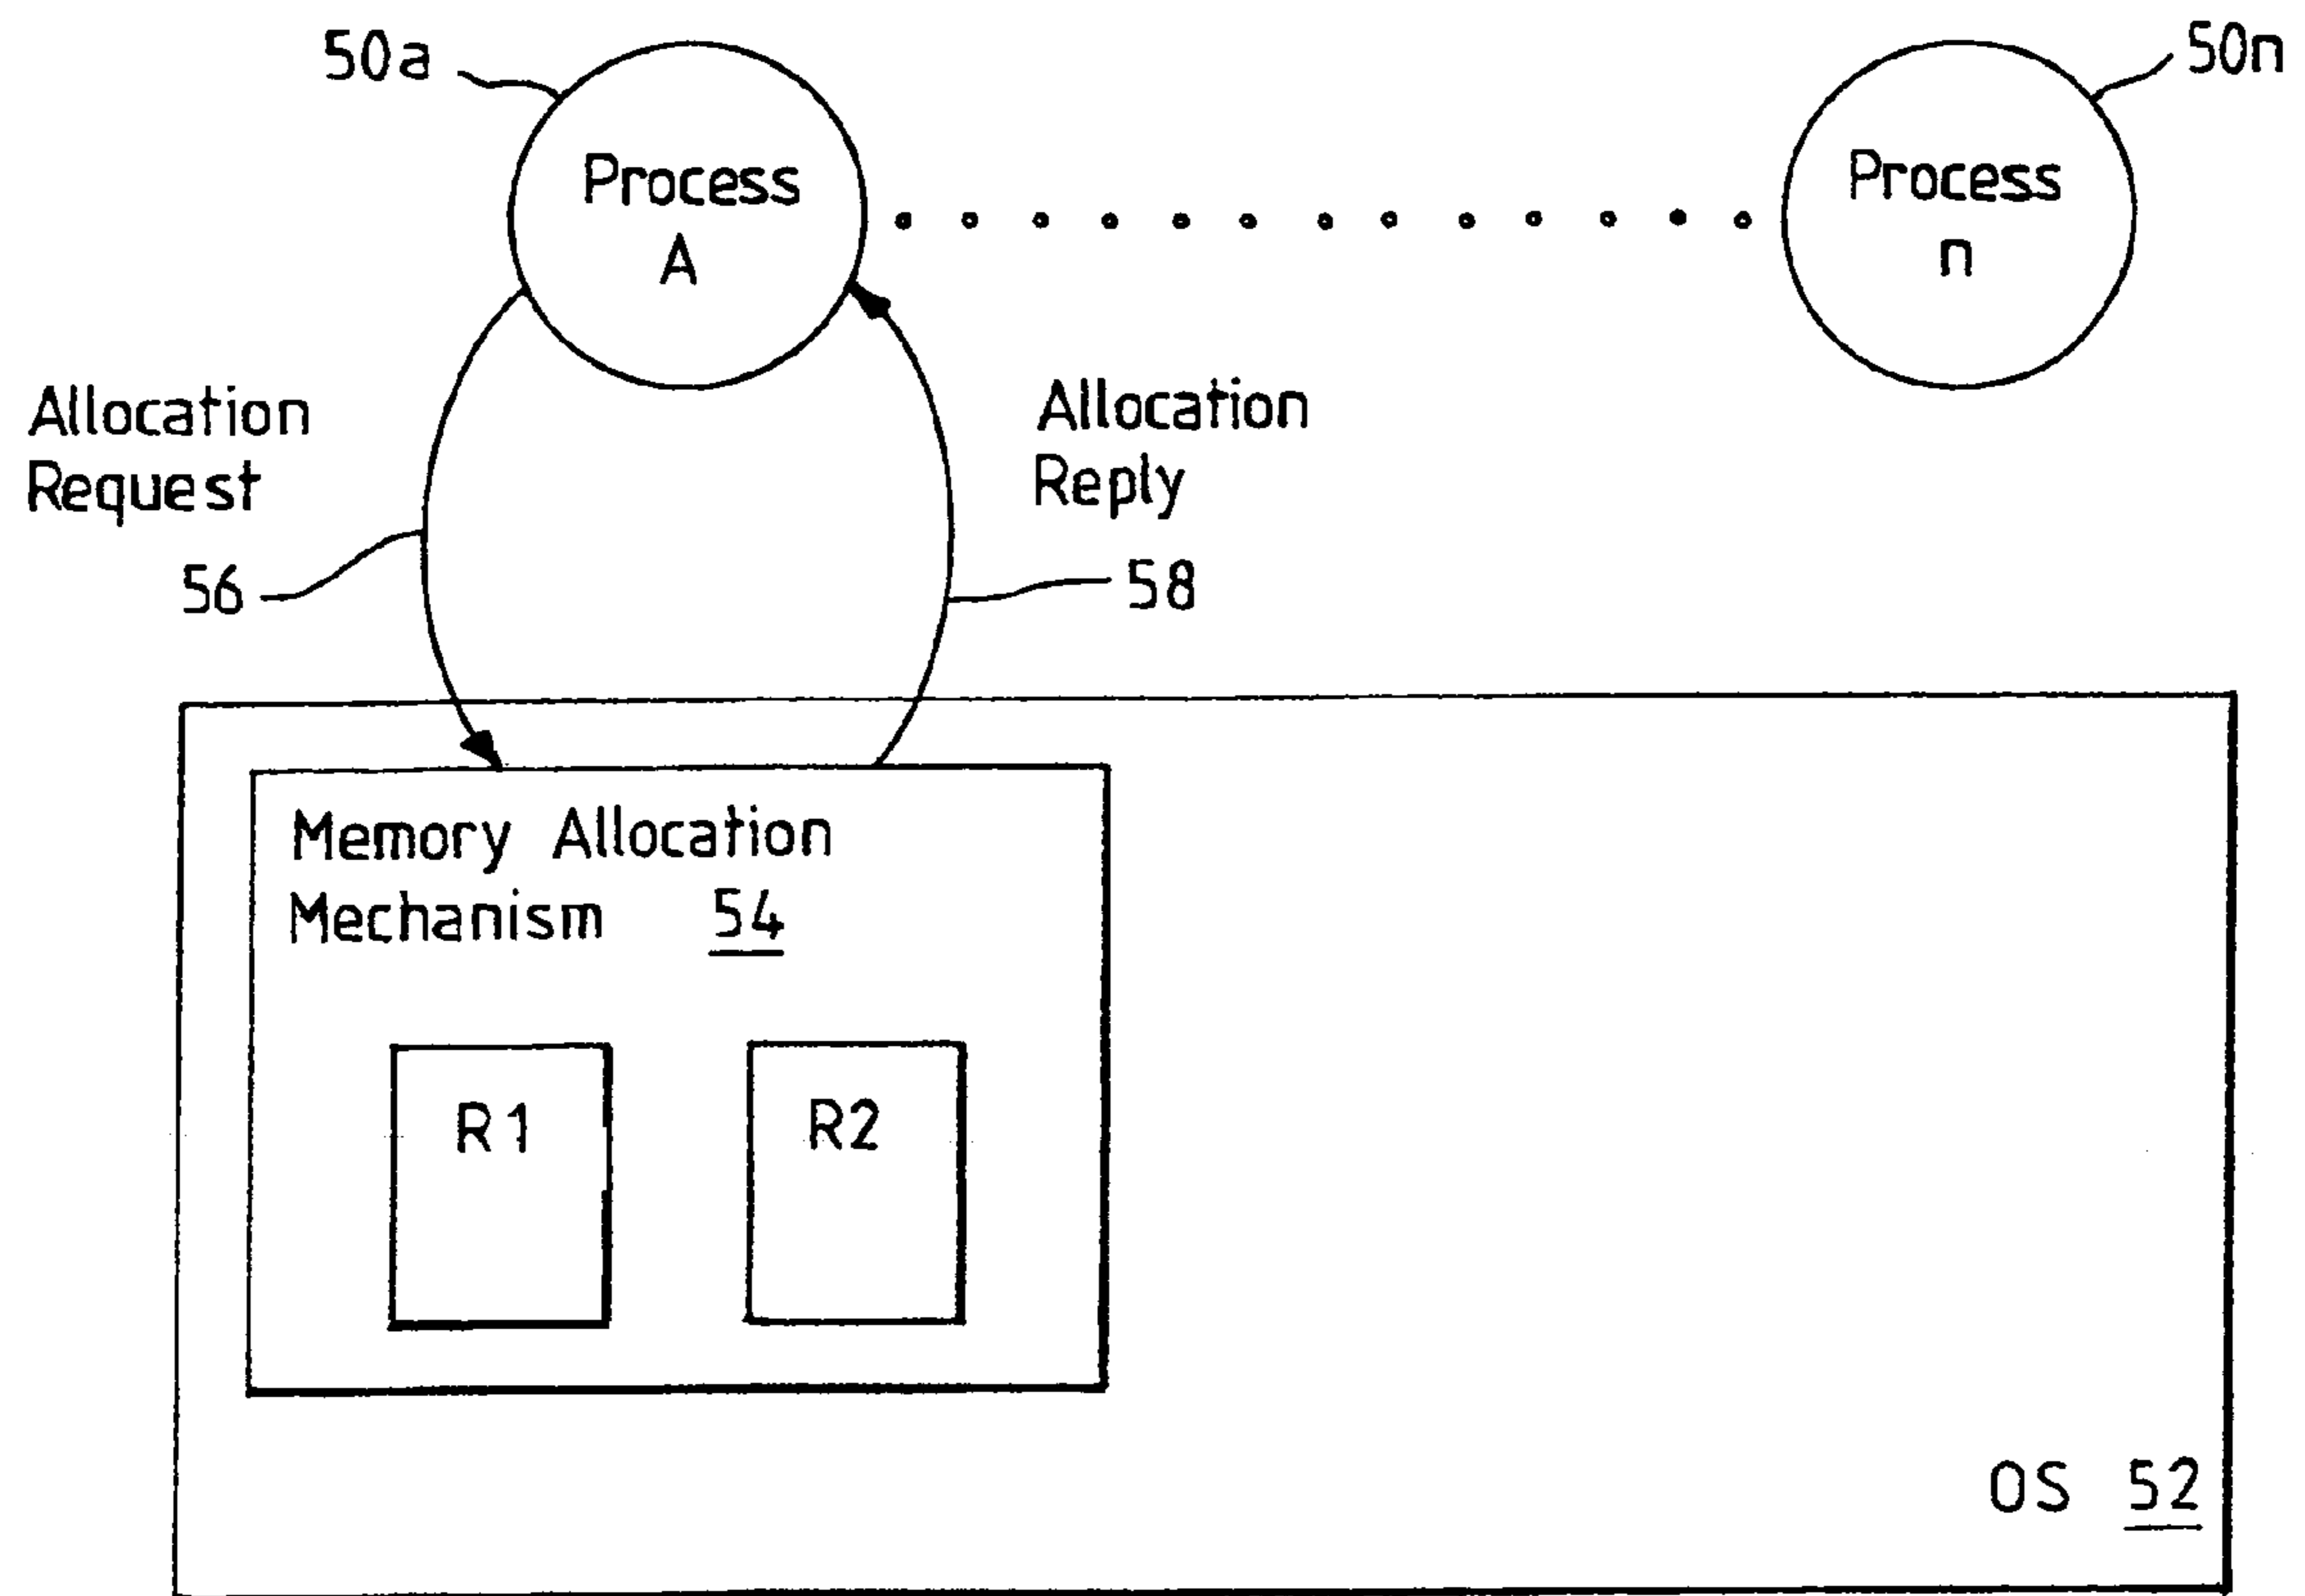 50a
50n
Process
A
Process
n
Allocation
Request
Allocation
Reply
56
58
Memory Allocation
Mechanism 54
R1
R2
OS 52